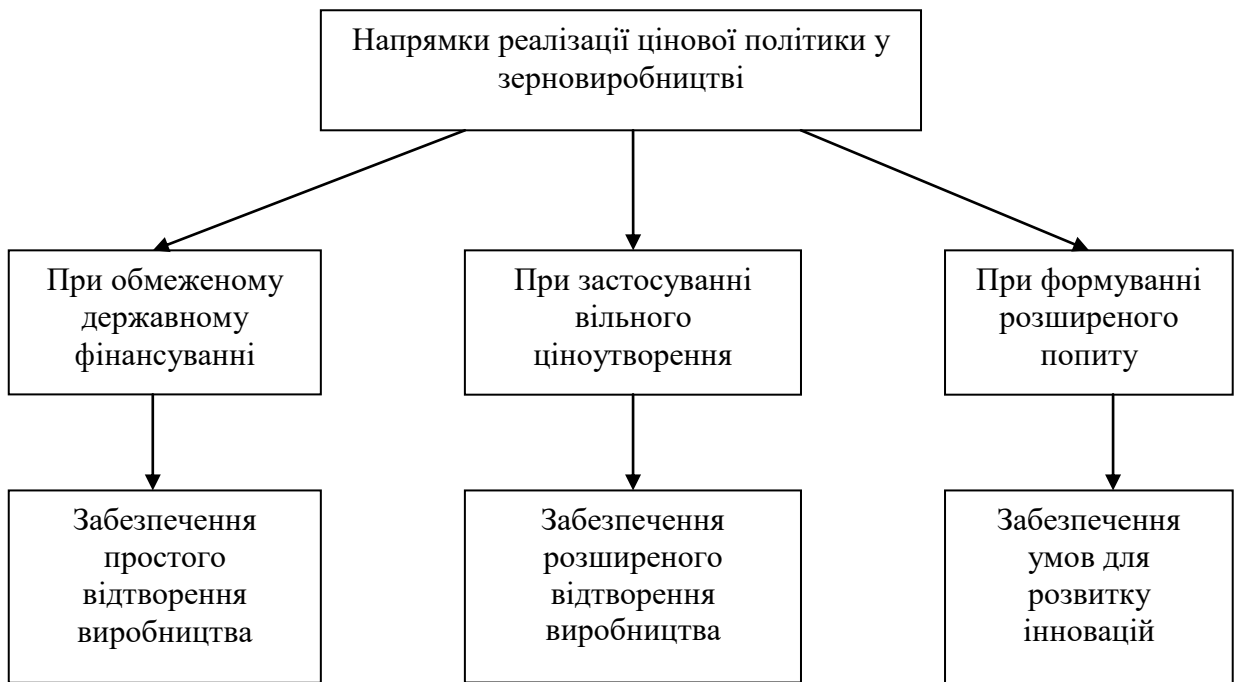 Напрямки реалізації цінової політики у
зерновиробництві
При обмеженому
державному
фінансуванні
При застосуванні
вільного
ціноутворення
При формуванні
розширеного
попиту
Забезпечення
простого
відтворення
виробництва
Забезпечення
розширеного
відтворення
виробництва
Забезпечення
умов для
розвитку
інновацій